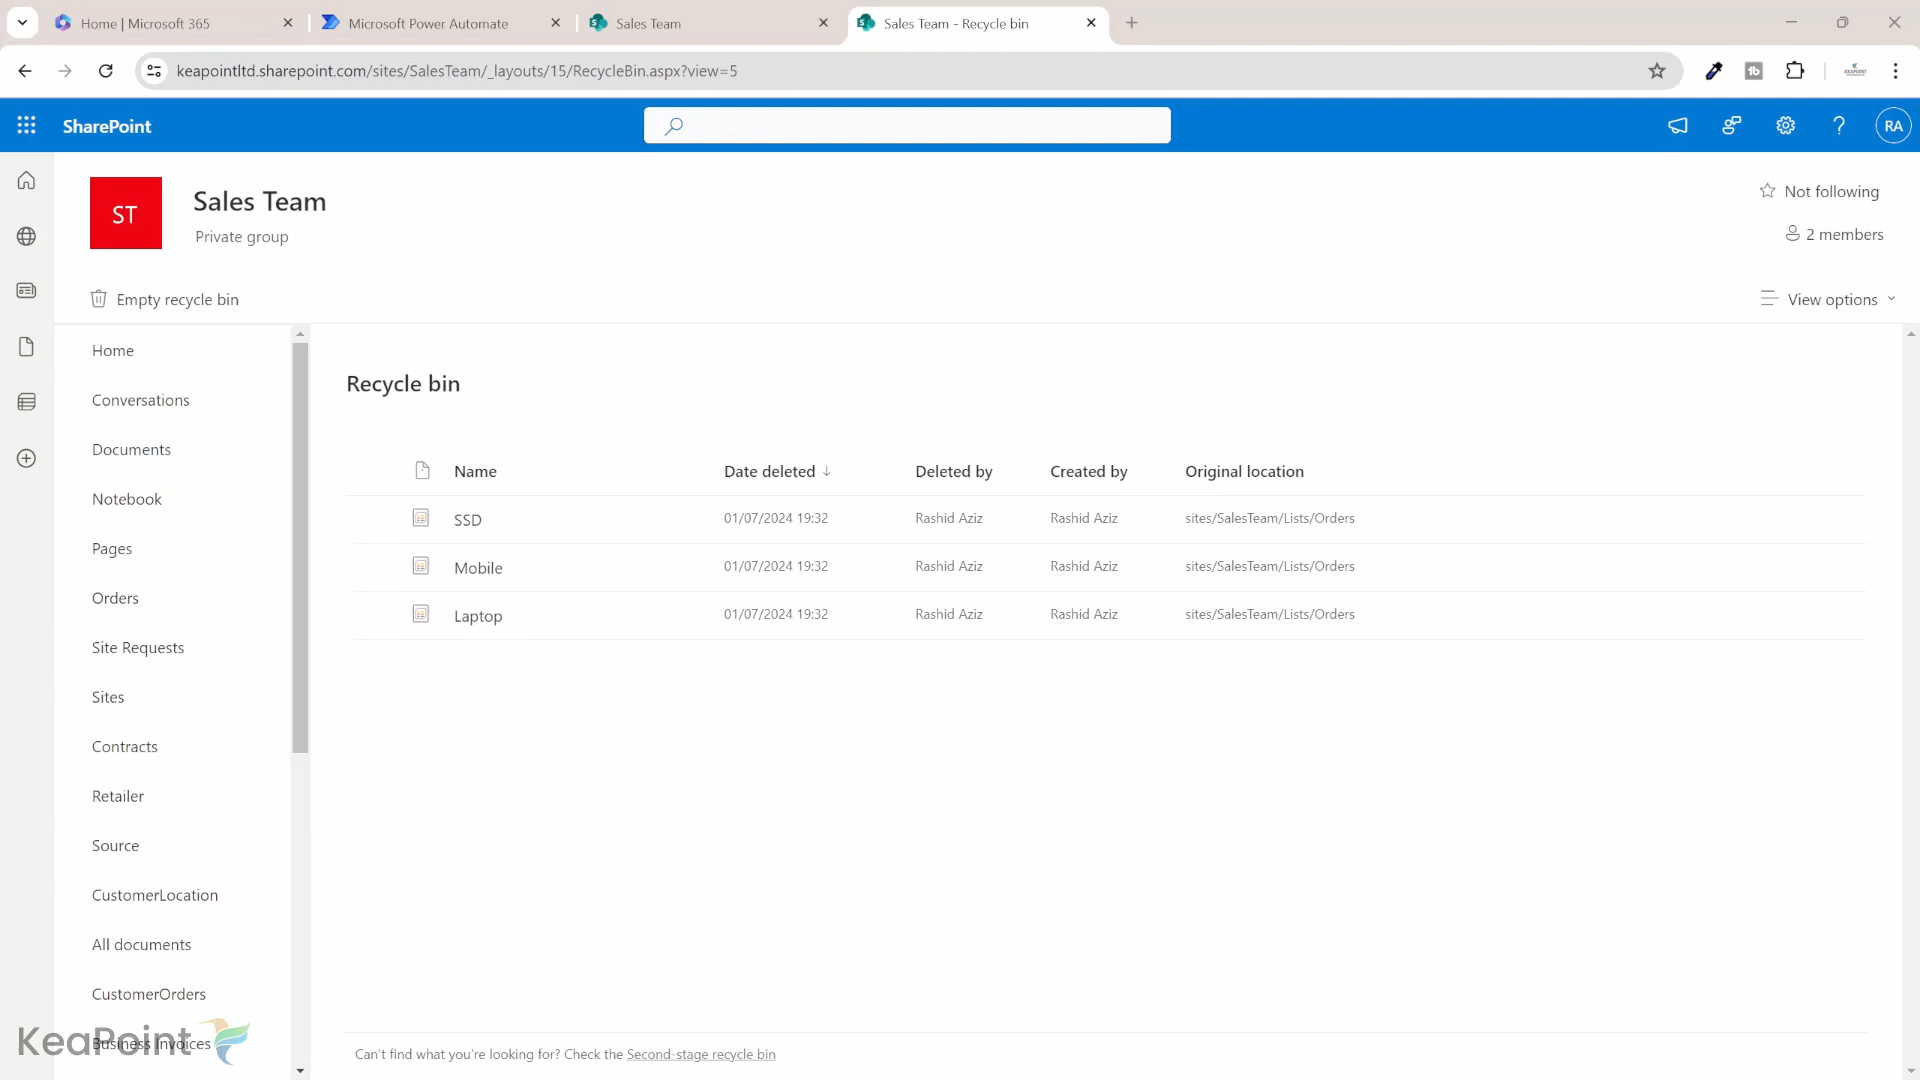 Home | Microsoft 365
Microsoft Power Automate
Sales Team
Sales Team - Recycle bin
keapointltd.sharepoint.com/sites/SalesTeam/_layouts/15/RecycleBin.aspx?view=5
SharePoint
RA
ST
Sales Team
Private group
Not following
2 members
Empty recycle bin
View options
Home
Conversations
Documents
Notebook
Pages
Orders
Site Requests
Sites
Contracts
Retailer
Source
CustomerLocation
All documents
CustomerOrders
Business Invoices
KeaPoint
Recycle bin
Name Date deleted ↓ Deleted by Created by Original location
SSD 01/07/2024 19:32 Rashid Aziz Rashid Aziz sites/SalesTeam/Lists/Orders
Mobile 01/07/2024 19:32 Rashid Aziz Rashid Aziz sites/SalesTeam/Lists/Orders
Laptop 01/07/2024 19:32 Rashid Aziz Rashid Aziz sites/SalesTeam/Lists/Orders
Can't find what you're looking for? Check the Second-stage recycle bin